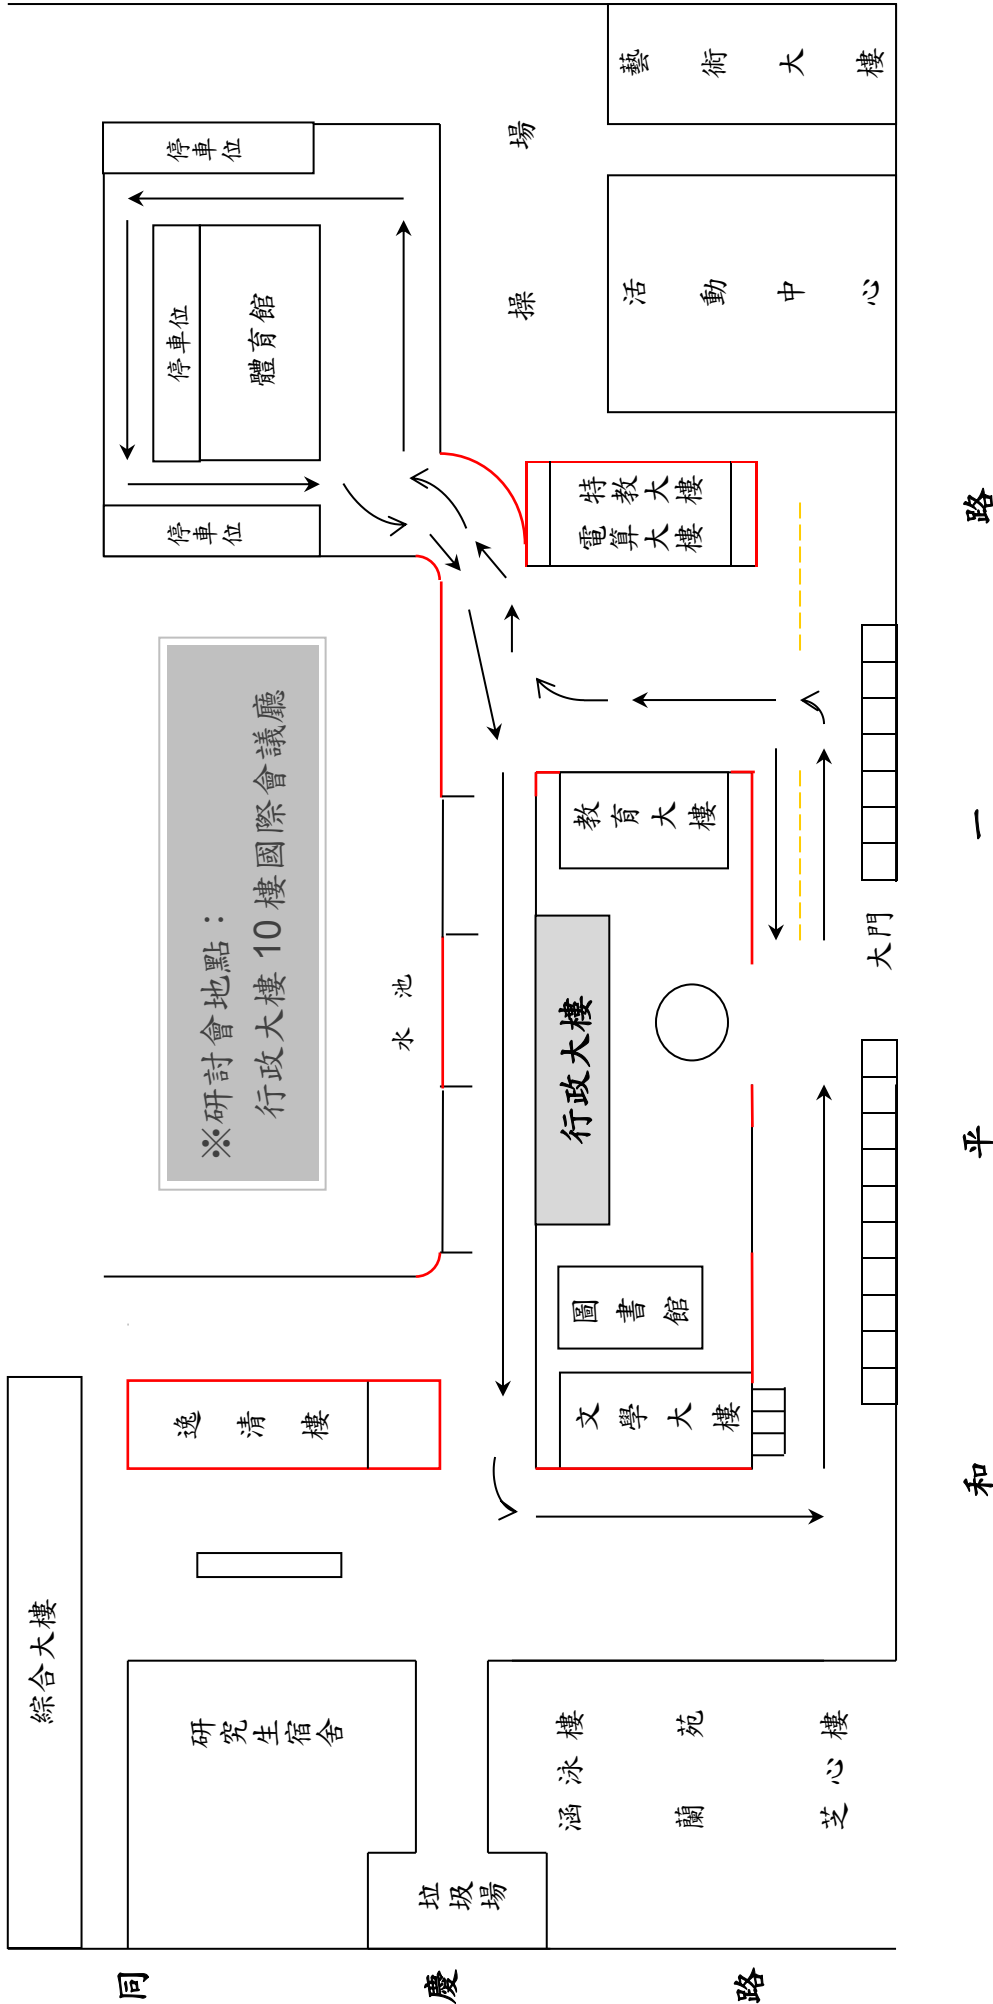 同慶路
綜合大樓
研究生宿舍
逸清樓
※研討會地點：
行政大樓 10 樓國際會議廳
停車位
停車位
停車位
體育館
水池
操場
垃圾場
涵泳樓
蘭苑
芝心樓
文學大樓
圖書館
行政大樓
教育大樓
特教大樓
電算大樓
活動中心
藝術大樓
大門
和平一路